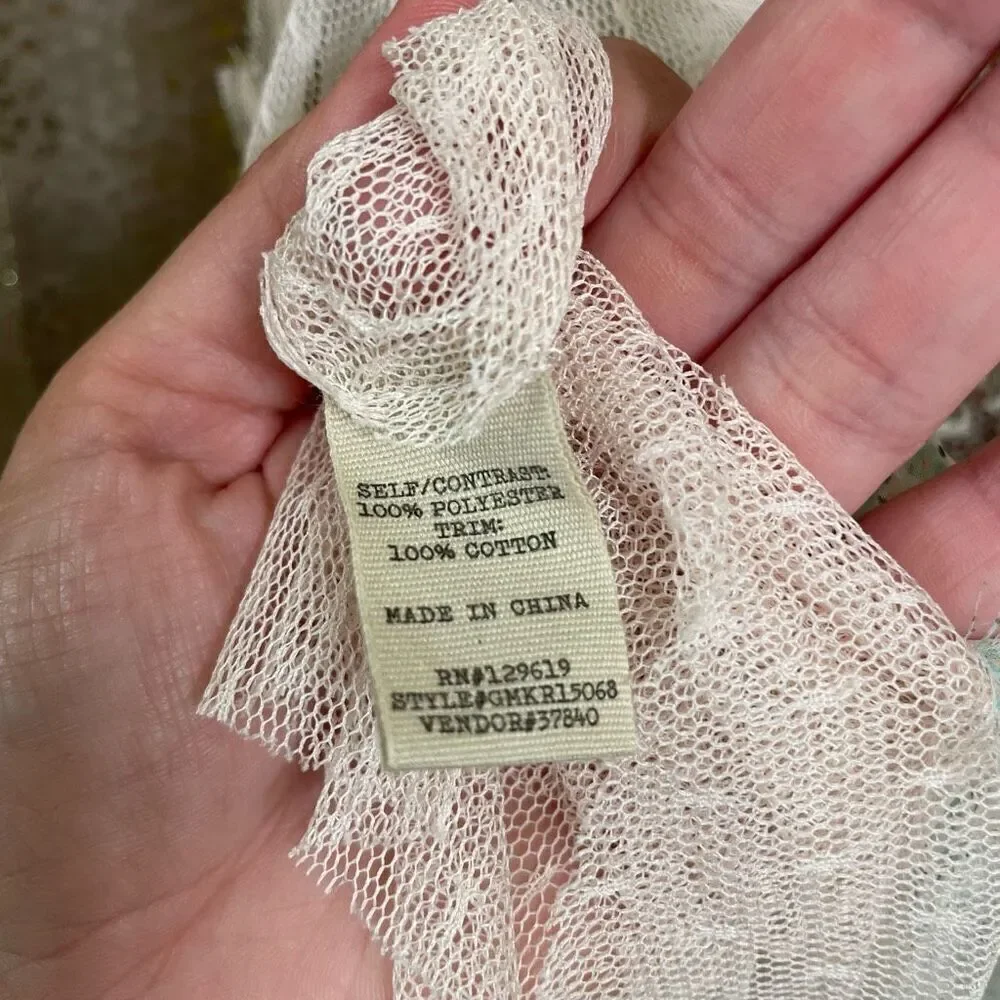 SELF/CONTRAST:
100% POLYESTER
TRIM:
100% COTTON
MADE IN CHINA
RN#129619
STYLE#GMKR15068
VENDOR#37840